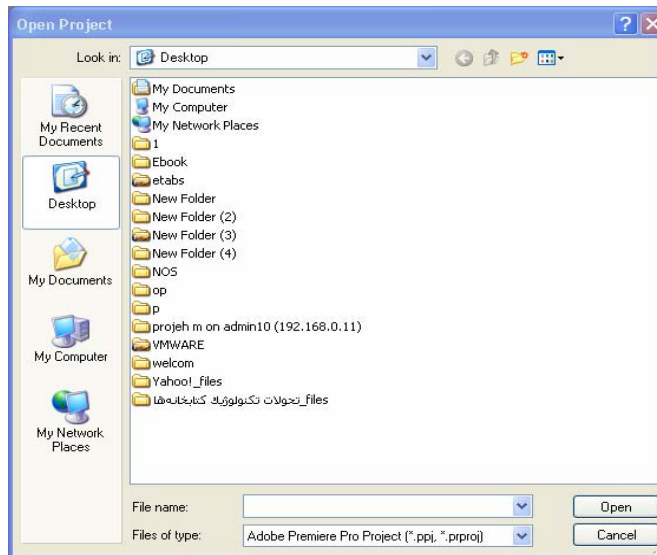 Open Project
Look in: Desktop
My Recent
Documents
Desktop
My Documents
My Computer
My Network
Places
My Documents
My Computer
My Network Places
1
Ebook
etabs
New Folder
New Folder (2)
New Folder (3)
New Folder (4)
NOS
op
p
projeh m on admin10 (192.168.0.11)
VMWARE
welcom
Yahoo!_files
تحولات تكنولوژيك كتابخانه‌ها_files
File name:
Open
Files of type: Adobe Premiere Pro Project (*.ppj, *.prproj)
Cancel